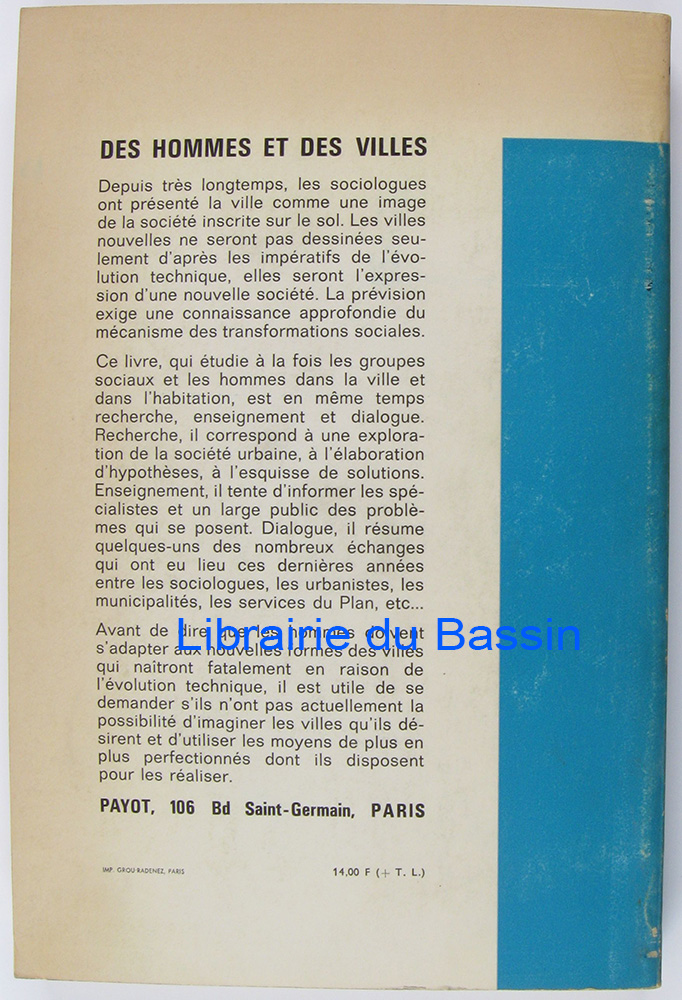 DES HOMMES ET DES VILLES
Depuis très longtemps, les sociologues
ont présenté la ville comme une image
de la société inscrite sur le sol. Les villes
nouvelles ne seront pas dessinées seu-
lement d'après les impératifs de l'évo-
lution technique, elles seront l'expres-
sion d'une nouvelle société. La prévision
exige une connaissance approfondie du
mécanisme des transformations sociales.
Ce livre, qui étudie à la fois les groupes
sociaux et les hommes dans la ville et
dans l'habitation, est en même temps
recherche, enseignement et dialogue.
Recherche, il correspond à une explora-
tion de la société urbaine, à l'élaboration
d'hypothèses, à l'esquisse de solutions.
Enseignement, il tente d'informer les spé-
cialistes et un large public des problè-
mes qui se posent. Dialogue, il résume
quelques-uns des nombreux échanges
qui ont eu lieu ces dernières années
entre les sociologues, les urbanistes, les
municipalités, les services du Plan, etc...
Avant de dire que les hommes doivent
Librairie du Bassin
s'adapter aux nouvelles formes des villes
qui naîtront fatalement en raison de
l'évolution technique, il est utile de se
demander s'ils n'ont pas actuellement la
possibilité d'imaginer les villes qu'ils dé-
sirent et d'utiliser les moyens de plus en
plus perfectionnés dont ils disposent
pour les réaliser.
PAYOT, 106 Bd Saint-Germain, PARIS
IMP. GROU-RADENEZ, PARIS
14,00 F (+ T. L.)